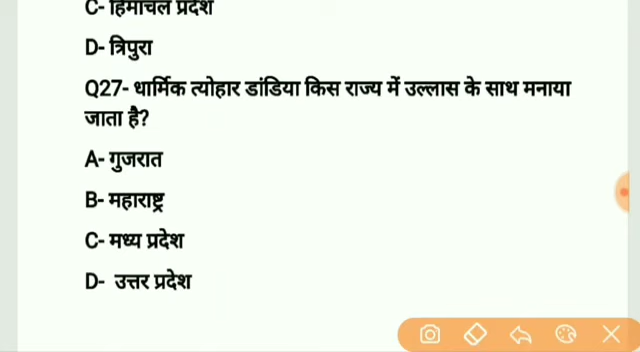 C- हिमाचल प्रदेश
D- त्रिपुरा
Q27- धार्मिक त्योहार डांडिया किस राज्य में उल्लास के साथ मनाया
जाता है?
A- गुजरात
B- महाराष्ट्र
C- मध्य प्रदेश
D- उत्तर प्रदेश